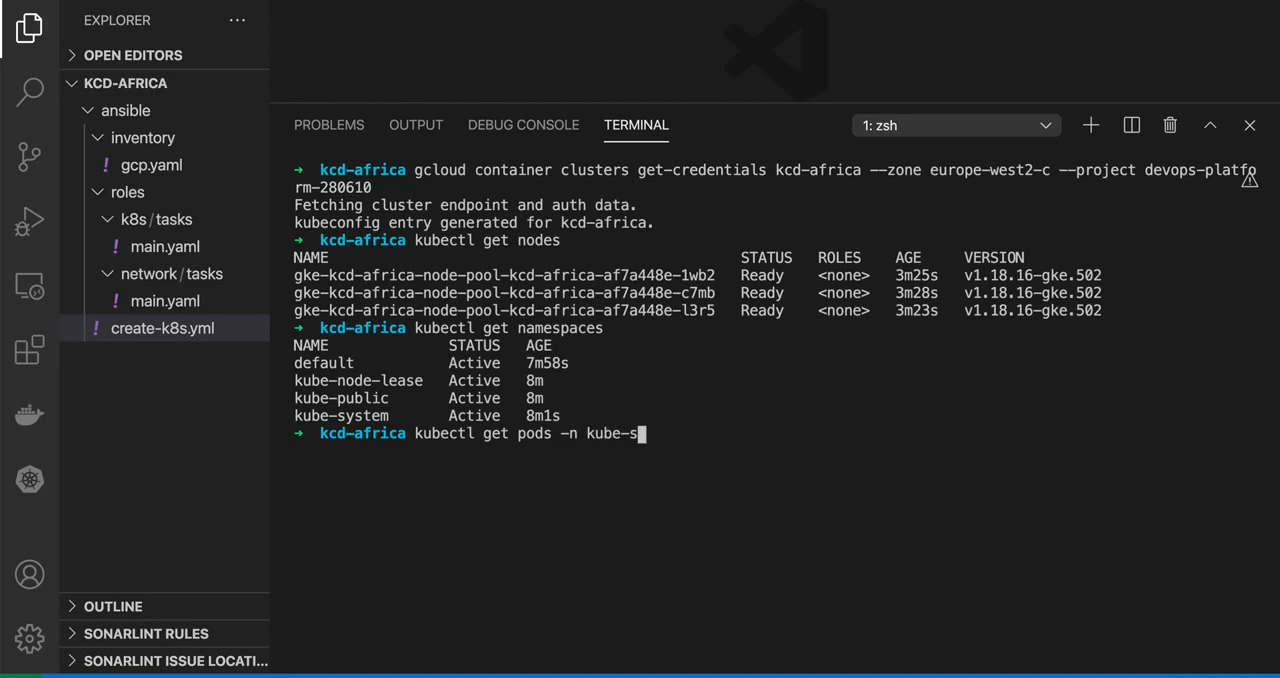 EXPLORER
OPEN EDITORS
KCD-AFRICA
ansible
inventory
! gcp.yaml
roles
k8s / tasks
! main.yaml
network / tasks
! main.yaml
! create-k8s.yml
OUTLINE
SONARLINT RULES
SONARLINT ISSUE LOCATI...
PROBLEMS OUTPUT DEBUG CONSOLE TERMINAL 1: zsh
→ kcd-africa gcloud container clusters get-credentials kcd-africa --zone europe-west2-c --project devops-platfo
rm-280610
Fetching cluster endpoint and auth data.
kubeconfig entry generated for kcd-africa.
→ kcd-africa kubectl get nodes
NAME STATUS ROLES AGE VERSION
gke-kcd-africa-node-pool-kcd-africa-af7a448e-1wb2 Ready <none> 3m25s v1.18.16-gke.502
gke-kcd-africa-node-pool-kcd-africa-af7a448e-c7mb Ready <none> 3m28s v1.18.16-gke.502
gke-kcd-africa-node-pool-kcd-africa-af7a448e-l3r5 Ready <none> 3m23s v1.18.16-gke.502
→ kcd-africa kubectl get namespaces
NAME STATUS AGE
default Active 7m58s
kube-node-lease Active 8m
kube-public Active 8m
kube-system Active 8m1s
→ kcd-africa kubectl get pods -n kube-s